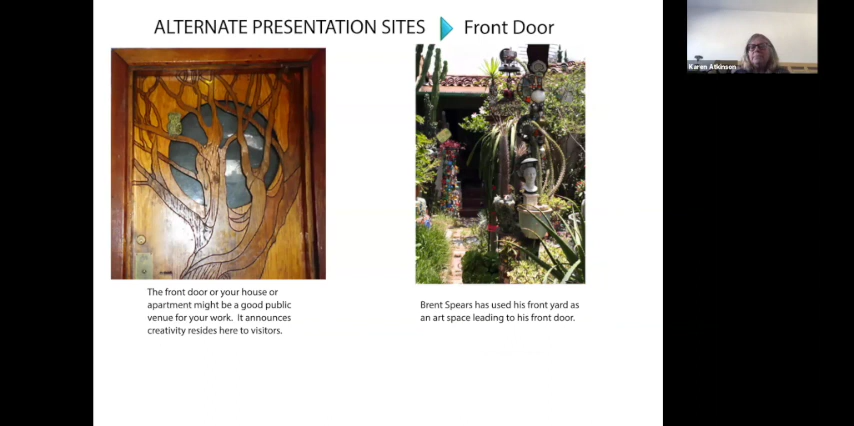 ALTERNATE PRESENTATION SITES Front Door
Karen Atkinson
The front door or your house or
apartment might be a good public
venue for your work. It announces
creativity resides here to visitors.
Brent Spears has used his front yard as
an art space leading to his front door.